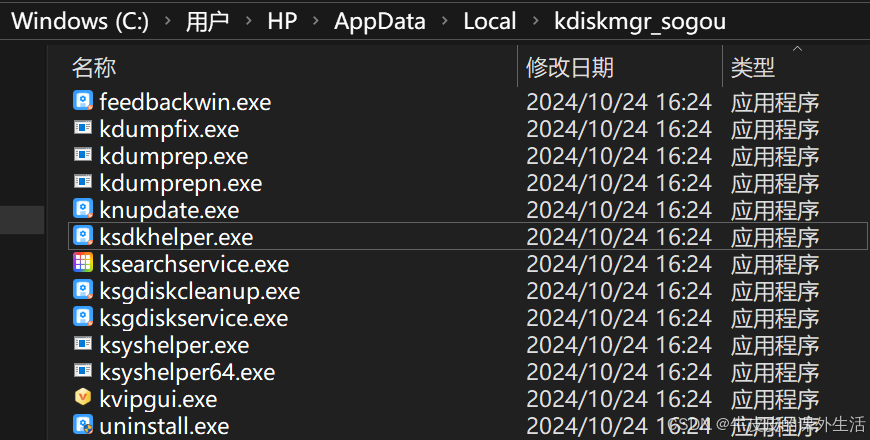 Windows (C:) › 用户 › HP › AppData › Local › kdiskmgr_sogou
名称 修改日期 类型
feedbackwin.exe 2024/10/24 16:24 应用程序
kdumpfix.exe 2024/10/24 16:24 应用程序
kdumprep.exe 2024/10/24 16:24 应用程序
kdumprepn.exe 2024/10/24 16:24 应用程序
knupdate.exe 2024/10/24 16:24 应用程序
ksdkhelper.exe 2024/10/24 16:24 应用程序
ksearchservice.exe 2024/10/24 16:24 应用程序
ksgdiskcleanup.exe 2024/10/24 16:24 应用程序
ksgdiskservice.exe 2024/10/24 16:24 应用程序
ksyshelper.exe 2024/10/24 16:24 应用程序
ksyshelper64.exe 2024/10/24 16:24 应用程序
kvipgui.exe 2024/10/24 16:24 应用程序
uninstall.exe 2024/10/24 16:24 应用程序
CSDN 外生活